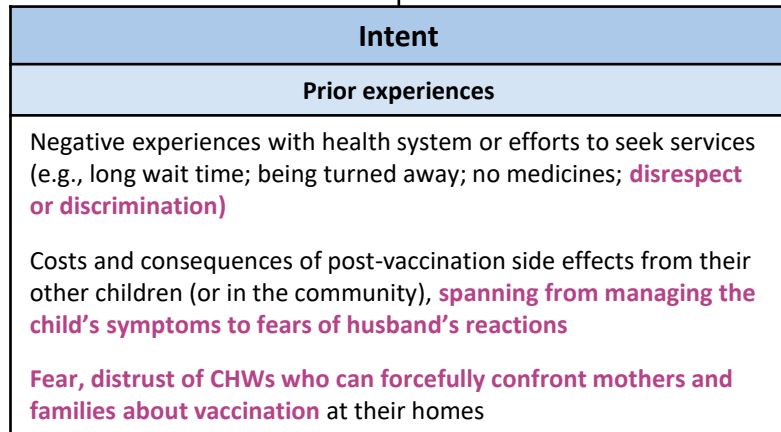 Intent
Prior experiences
Negative experiences with health system or efforts to seek services
(e.g., long wait time; being turned away; no medicines; disrespect
or discrimination)
Costs and consequences of post-vaccination side effects from their
other children (or in the community), spanning from managing the
child’s symptoms to fears of husband’s reactions
Fear, distrust of CHWs who can forcefully confront mothers and
families about vaccination at their homes